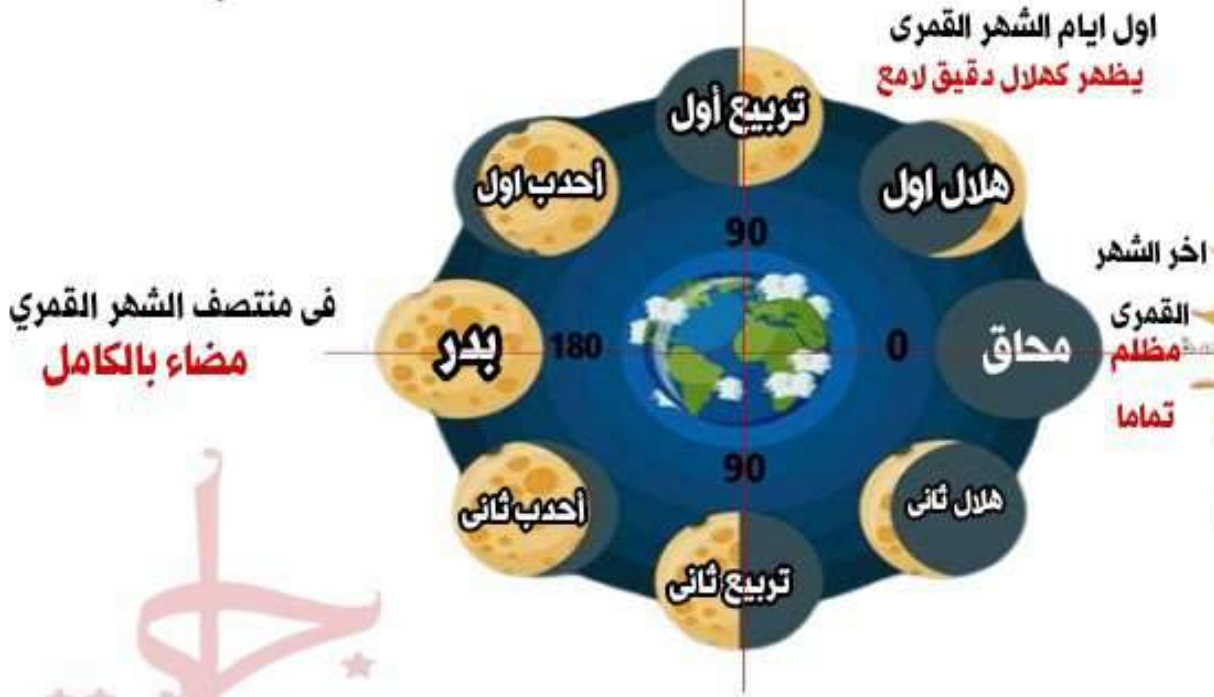 اول ايام الشهر القمرى
يظهر كهلال دقيق لامع
تربيع أول
أحدب اول
هلال اول
90
اخر الشهر
القمرى
مظلم
تماما
فى منتصف الشهر القمري
مضاء بالكامل
بدر
180
0
محاق
90
أحدب ثانى
هلال ثانى
تربيع ثانى